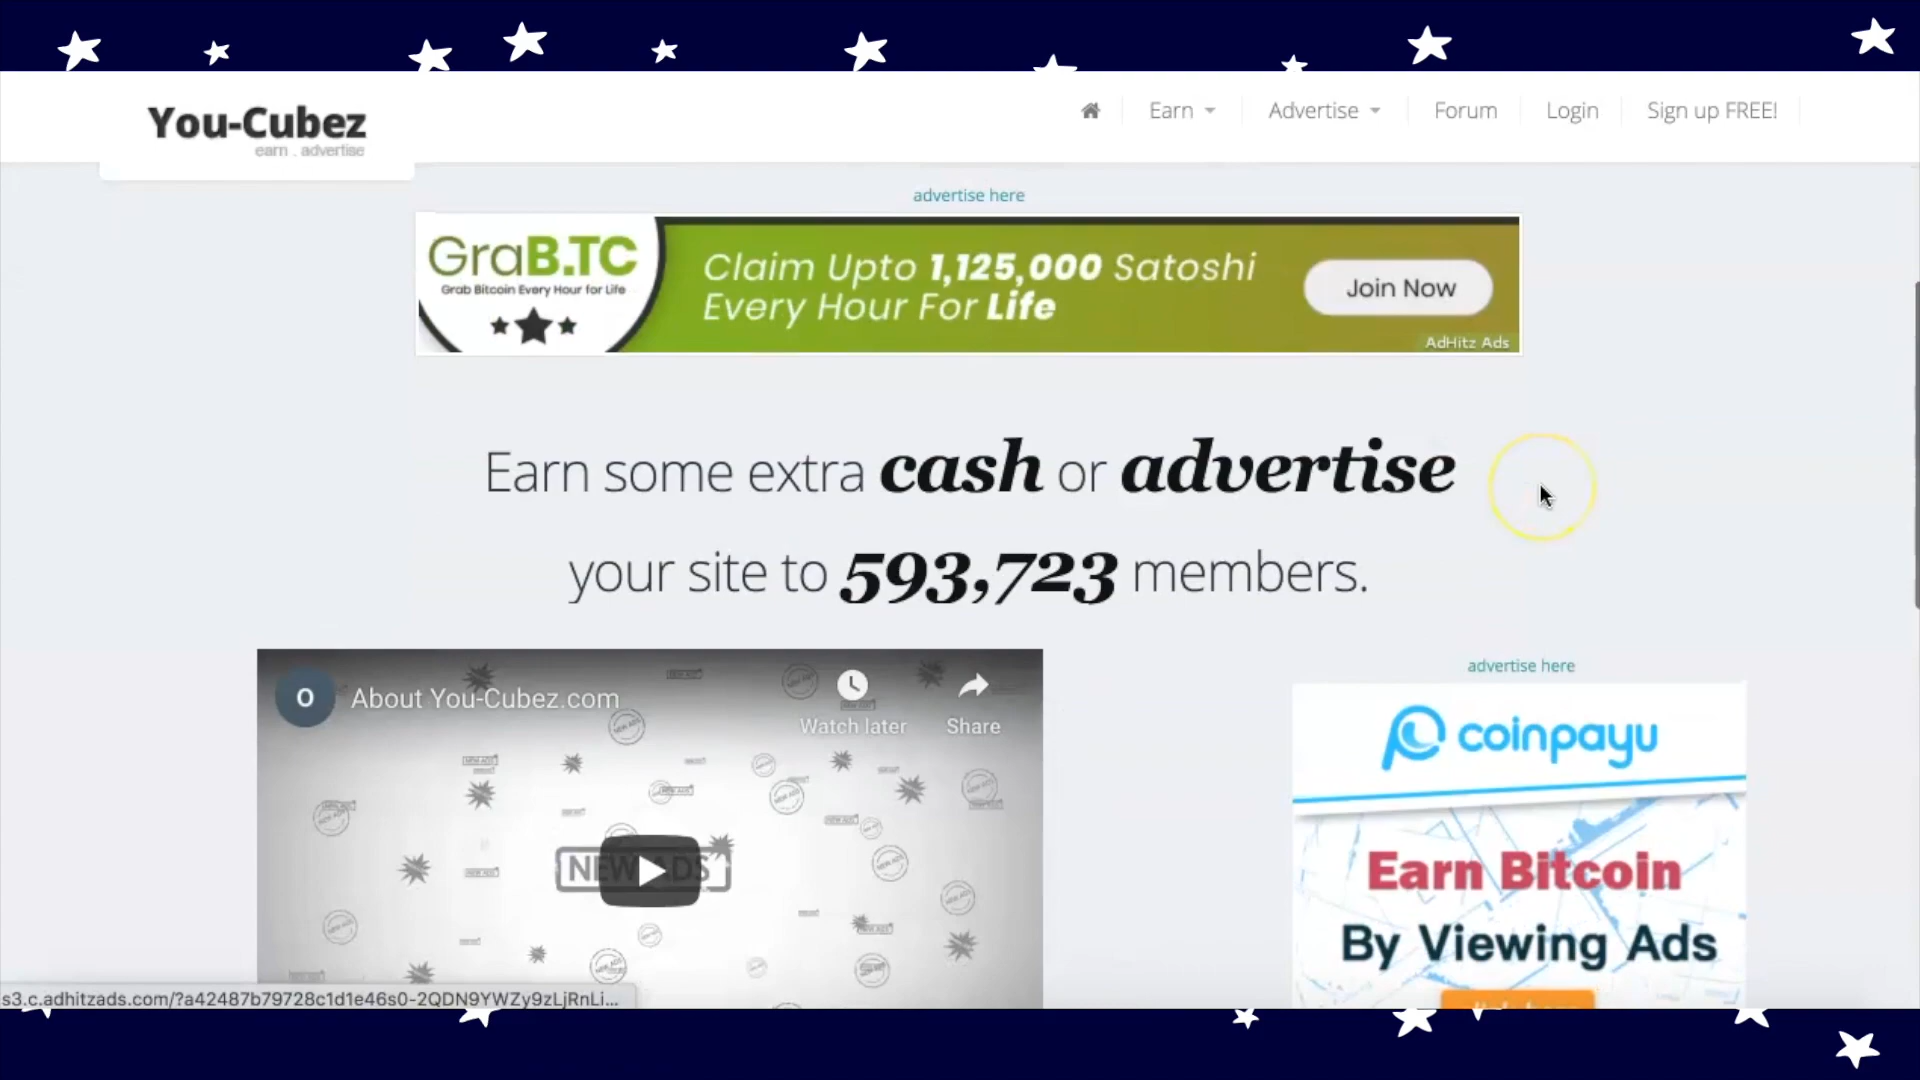 You-Cubez
earn . advertise
Earn
Advertise
Forum
Login
Sign up FREE!
advertise here
GraB.TC
Grab Bitcoin Every Hour for Life
Claim Upto 1,125,000 Satoshi
Every Hour For Life
Join Now
AdHitz Ads
Earn some extra cash or advertise
your site to 593,723 members.
O
About You-Cubez.com
Watch later
Share
NEW ADS
advertise here
coinpayu
Earn Bitcoin
By Viewing Ads
s3.c.adhitzads.com/?a42487b79728c1d1e46s0-2QDN9YWZy9zLjRnLi...